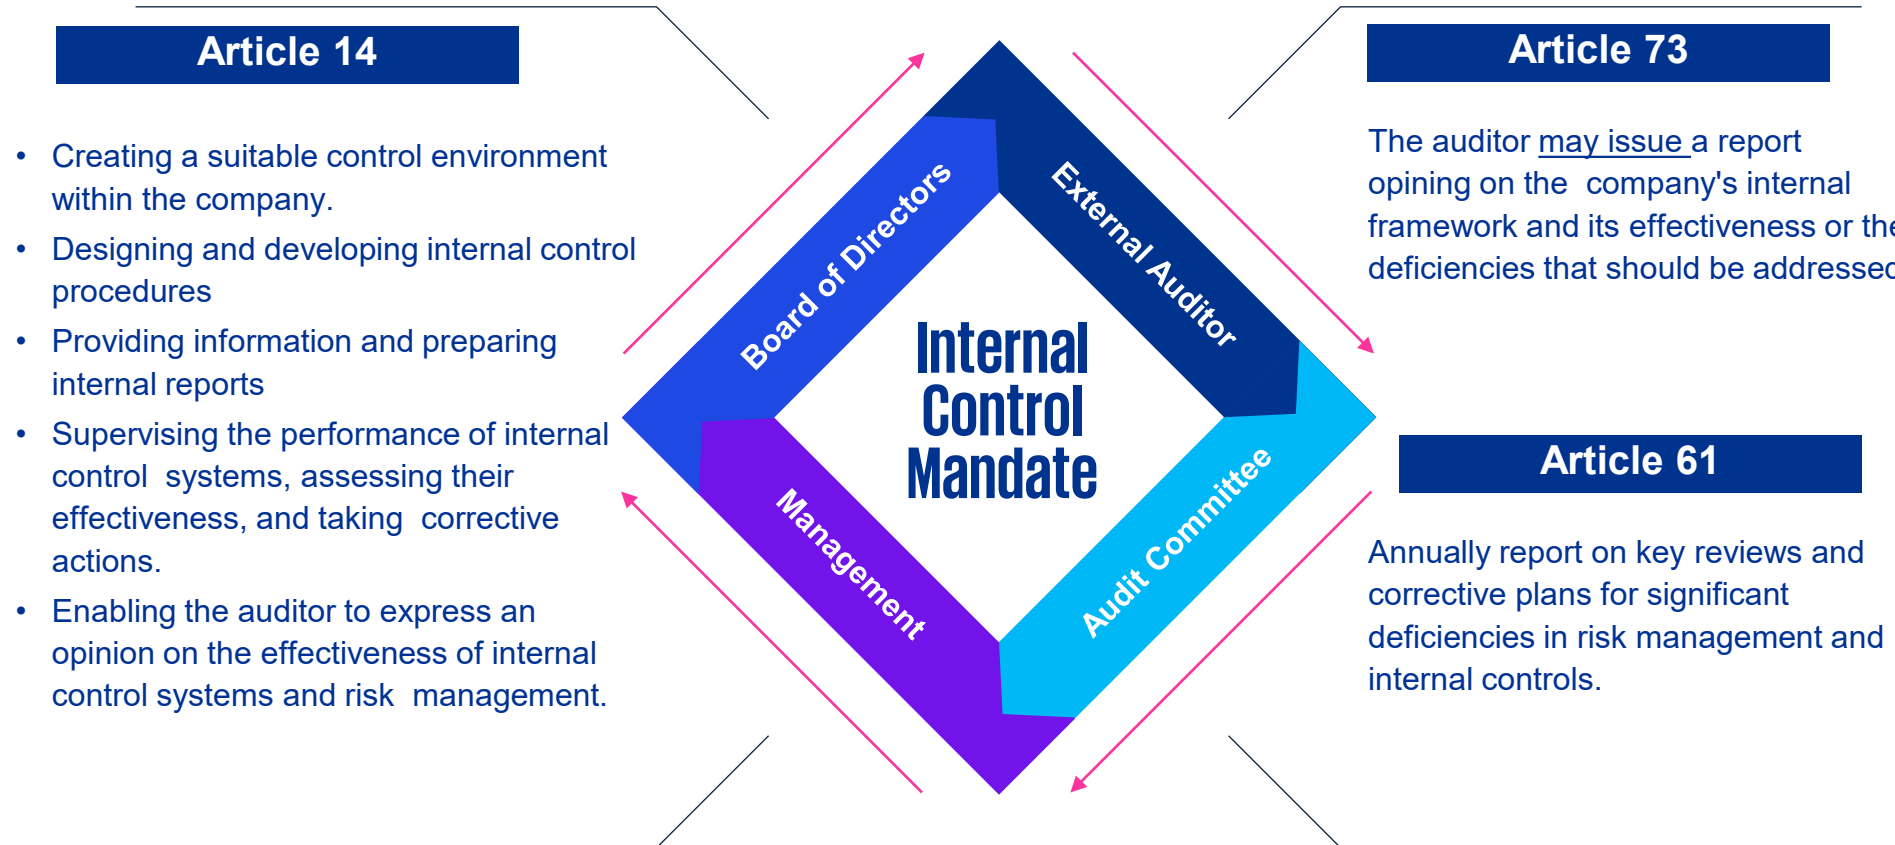 Article 14
• Creating a suitable control environment
within the company.
• Designing and developing internal control
procedures
• Providing information and preparing
internal reports
• Supervising the performance of internal
control  systems, assessing their
effectiveness, and taking  corrective
actions.
• Enabling the auditor to express an
opinion on the effectiveness of internal
control systems and risk  management.
Board of Directors
External Auditor
Internal
Control
Mandate
Management
Audit Committee
Article 73
The auditor may issue a report
opining on the  company's internal
framework and its effectiveness or the
deficiencies that should be addressed
Article 61
Annually report on key reviews and
corrective plans for significant
deficiencies in risk management and
internal controls.